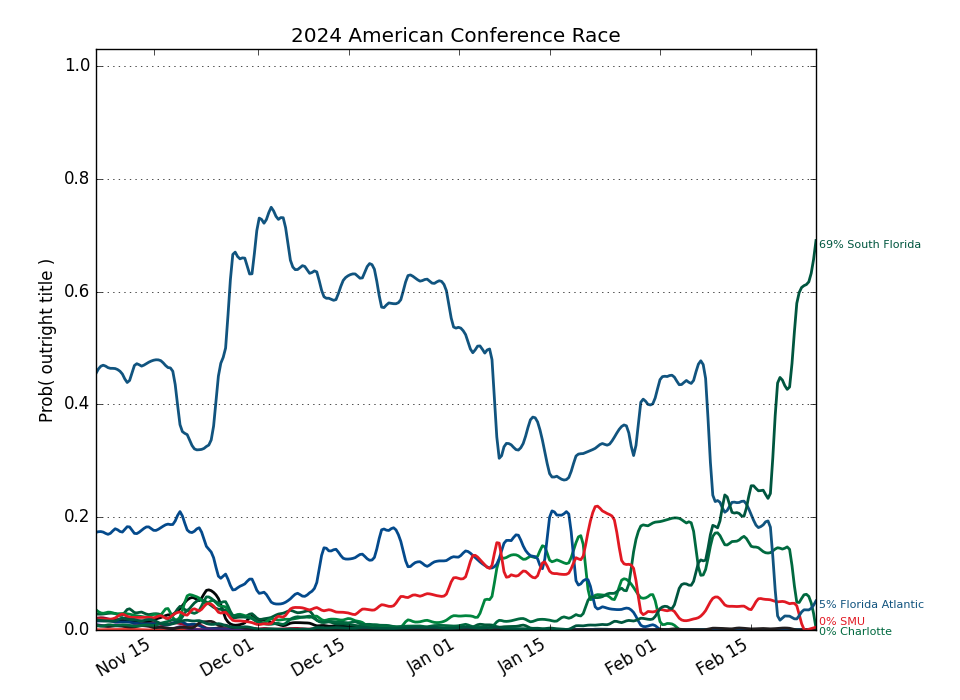 2024 American Conference Race
1.0
0.8
0.6
0.4
0.2
0.0
Prob( outright title )
69% South Florida
5% Florida Atlantic
0% SMU
0% Charlotte
Nov 15
Dec 01
Dec 15
Jan 01
Jan 15
Feb 01
Feb 15